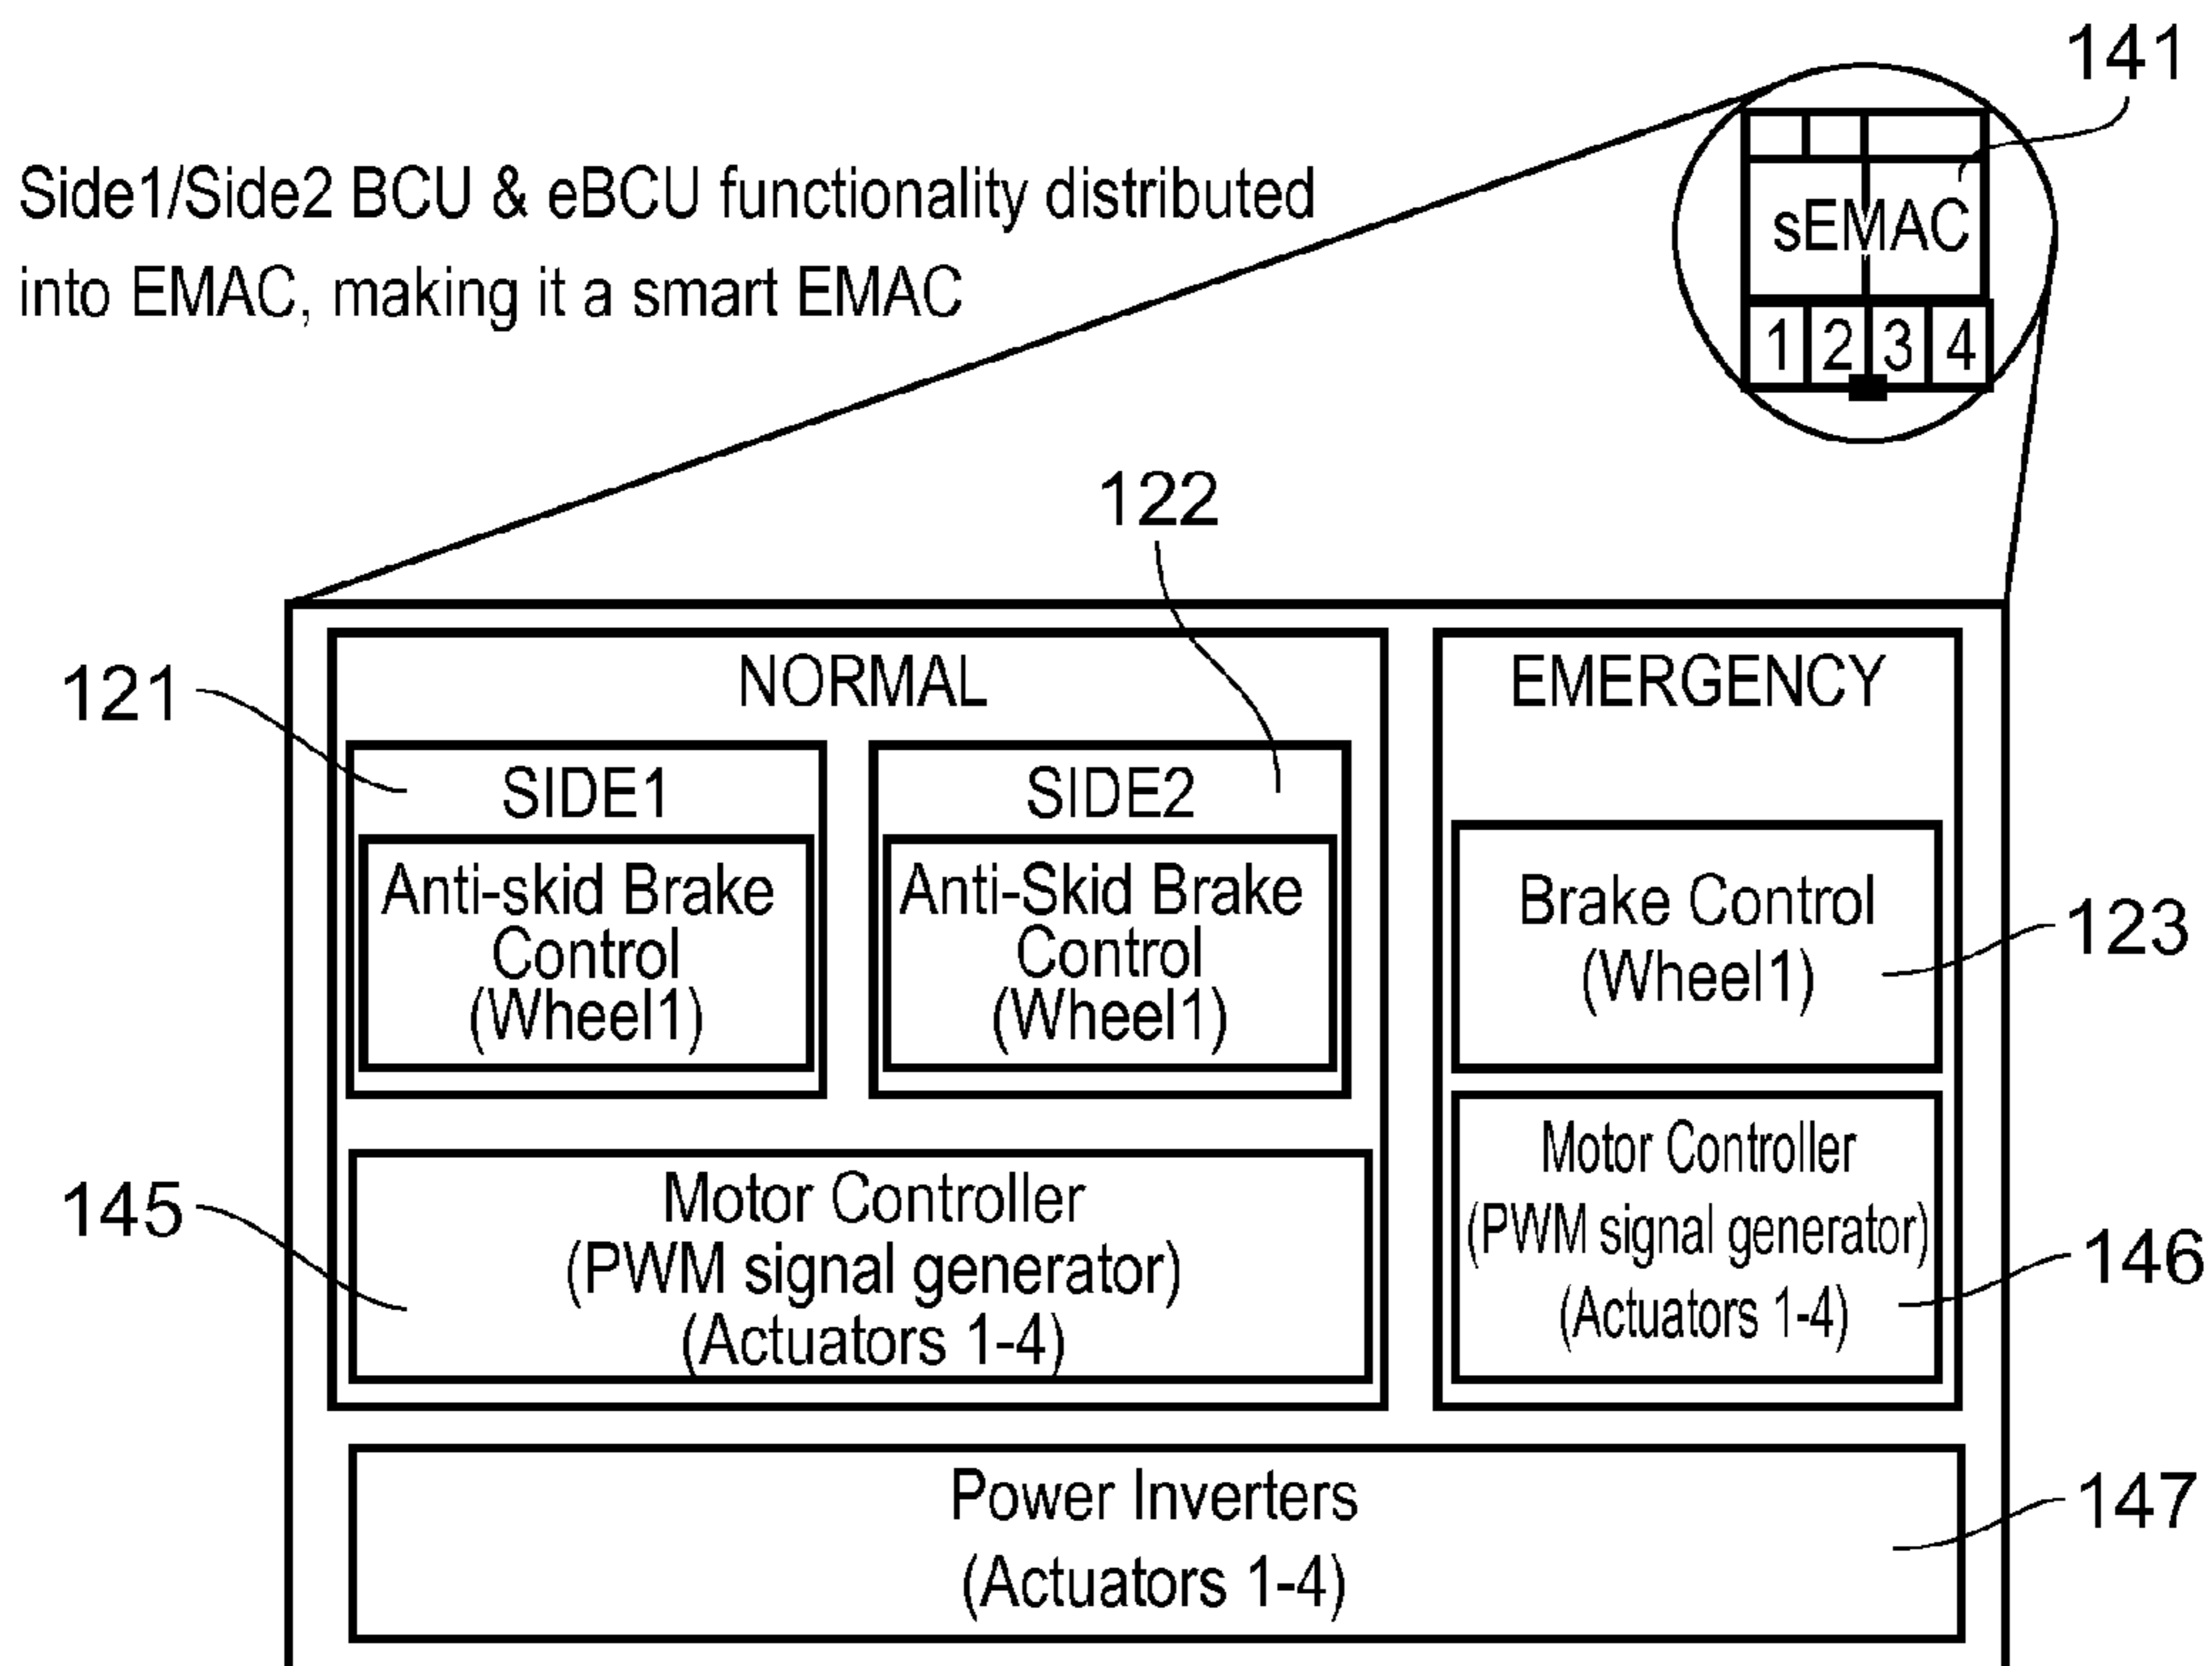 141
Side1/Side2 BCU & eBCU functionality distributed
into EMAC, making it a smart EMAC
sEMAC
1 2 3 4
122
121
NORMAL
SIDE1
Anti-skid Brake
Control
(Wheel1)
SIDE2
Anti-Skid Brake
Control
(Wheel1)
145
Motor Controller
(PWM signal generator)
(Actuators 1-4)
EMERGENCY
Brake Control
(Wheel1)
123
Motor Controller
(PWM signal generator)
(Actuators 1-4)
146
Power Inverters
(Actuators 1-4)
147